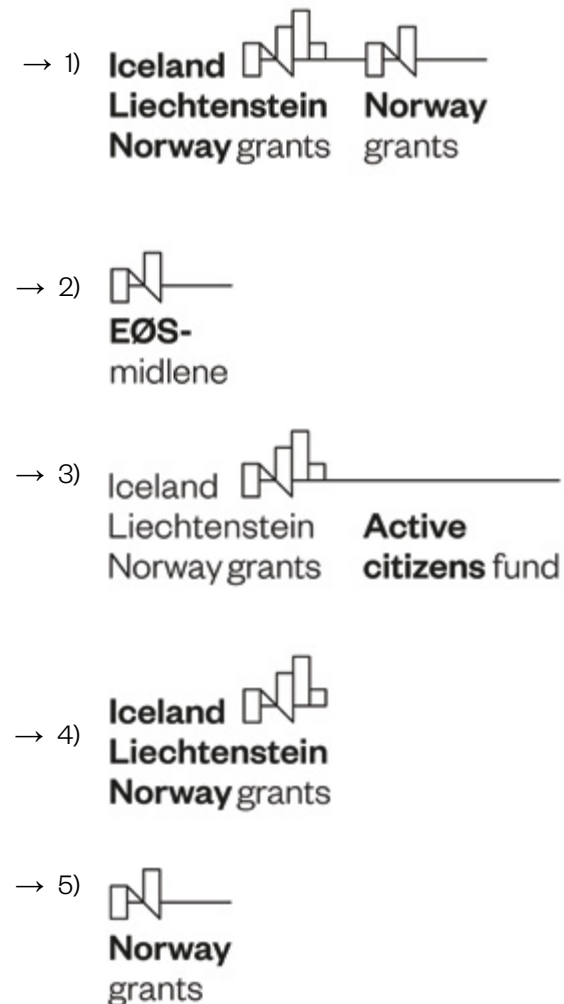 → 1) Iceland
Liechtenstein Norway
Norway grants grants
→ 2)
EØS-
midlene
→ 3) Iceland
Liechtenstein Active
Norway grants citizens fund
→ 4) Iceland
Liechtenstein
Norway grants
→ 5)
Norway
grants